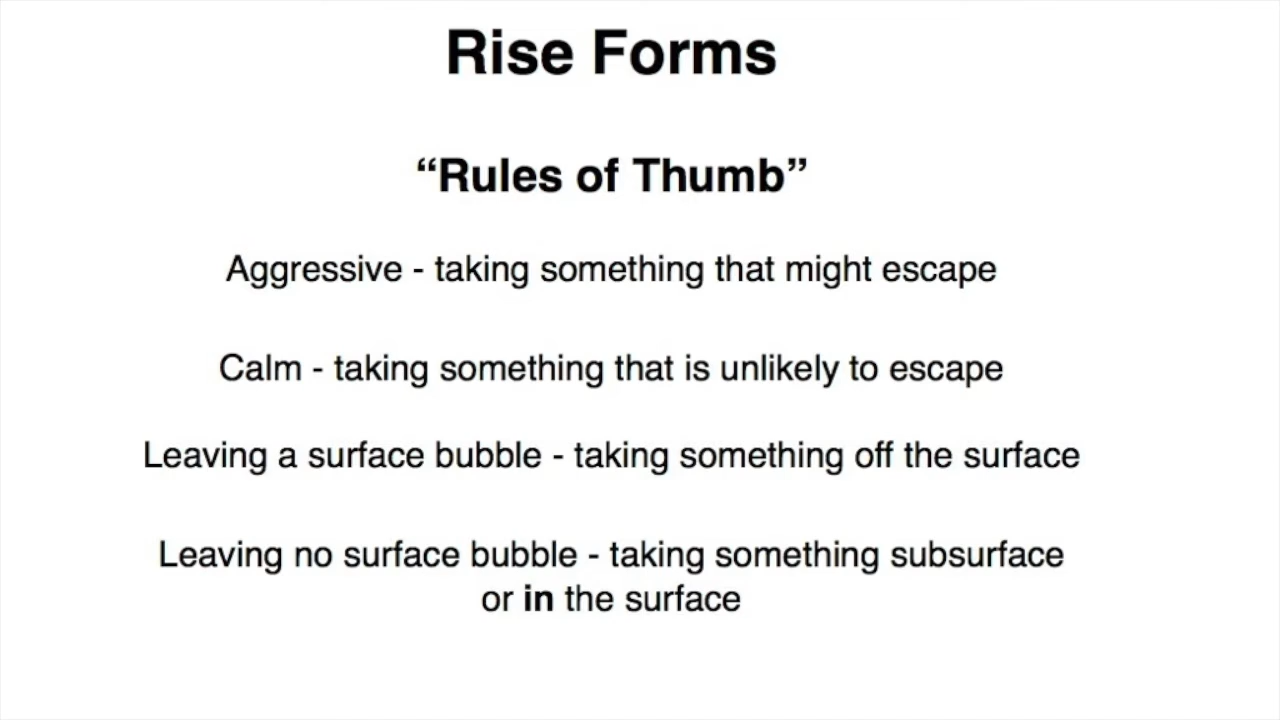 Rise Forms
“Rules of Thumb”
Aggressive - taking something that might escape
Calm - taking something that is unlikely to escape
Leaving a surface bubble - taking something off the surface
Leaving no surface bubble - taking something subsurface
or in the surface